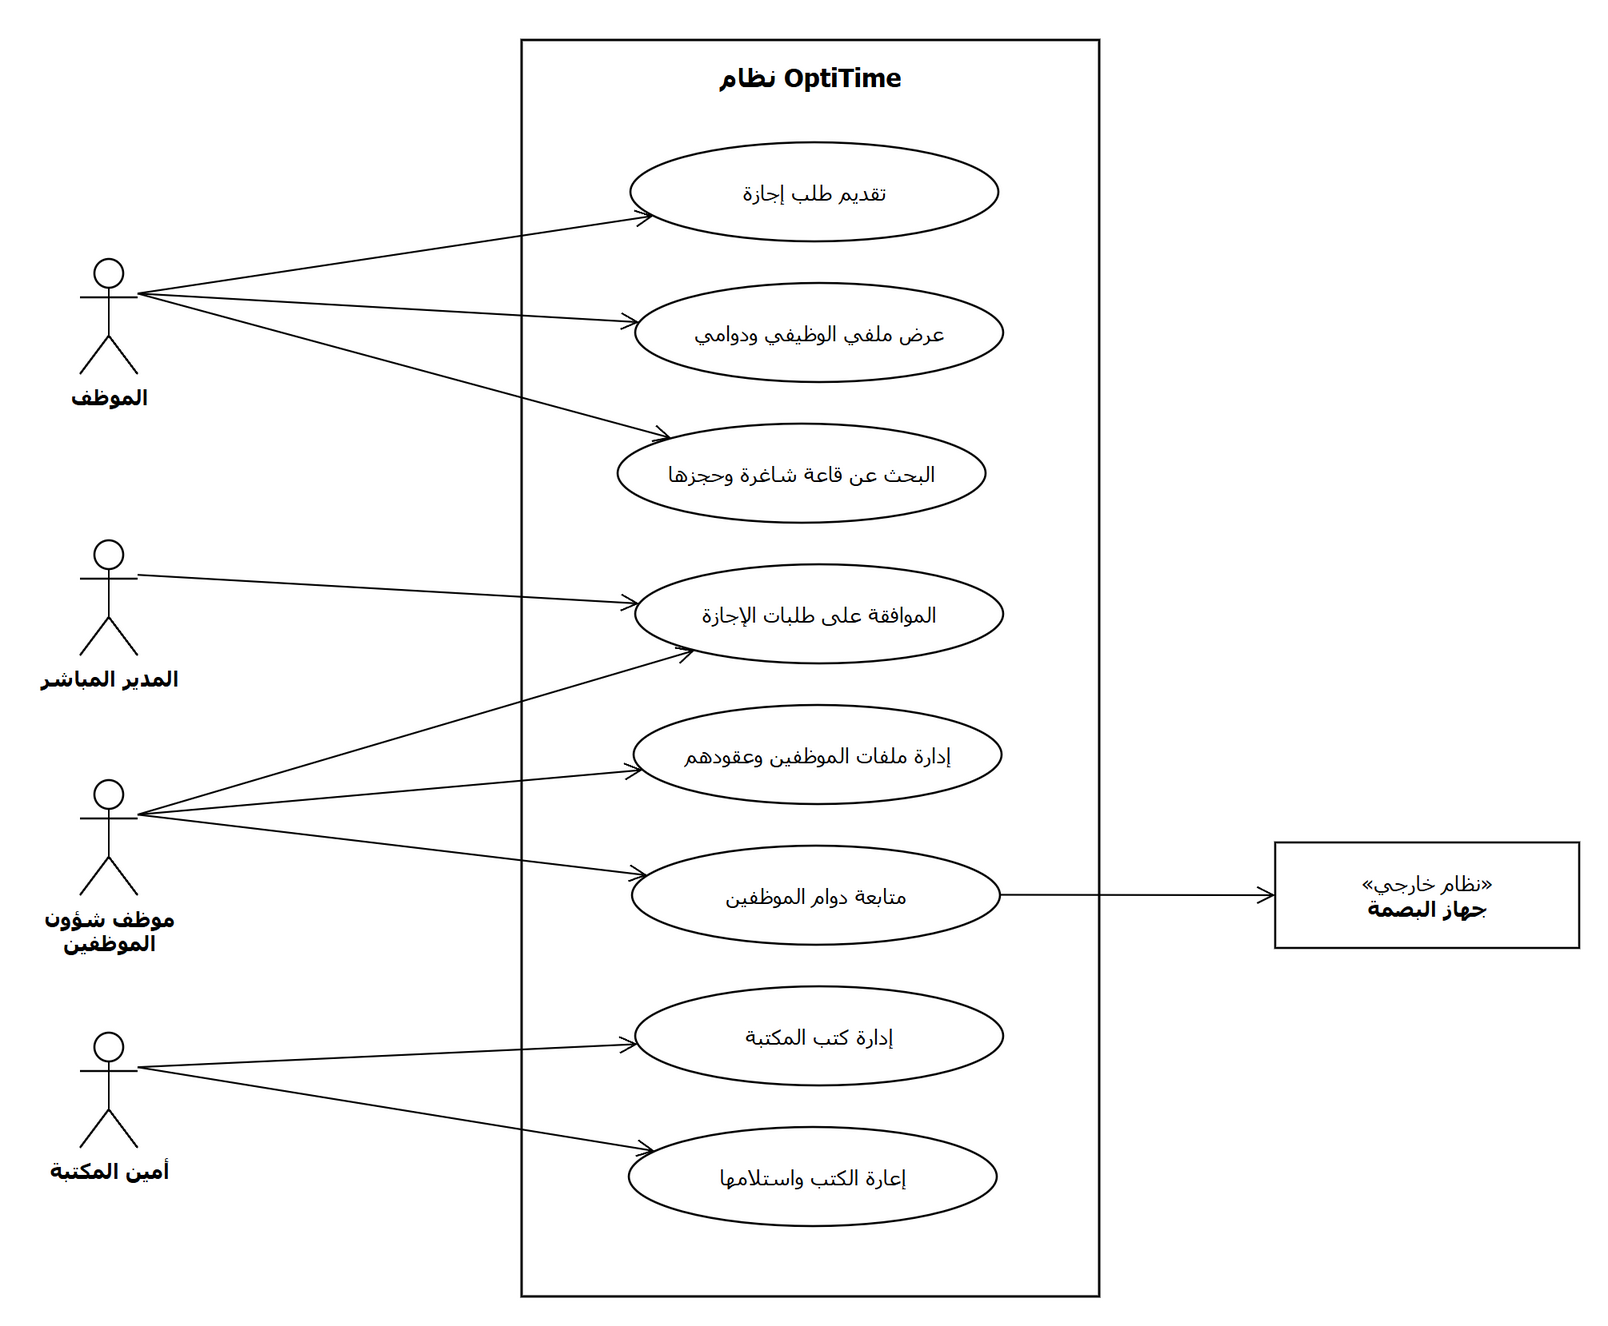 نظام OptiTime
تقديم طلب إجازة
عرض ملفي الوظيفي ودوامي
الموظف
البحث عن قاعة شاغرة وحجزها
الموافقة على طلبات الإجازة
المدير المباشر
إدارة ملفات الموظفين وعقودهم
متابعة دوام الموظفين
«نظام خارجي»
جهاز البصمة
موظف شؤون
الموظفين
إدارة كتب المكتبة
أمين المكتبة
إعارة الكتب واستلامها